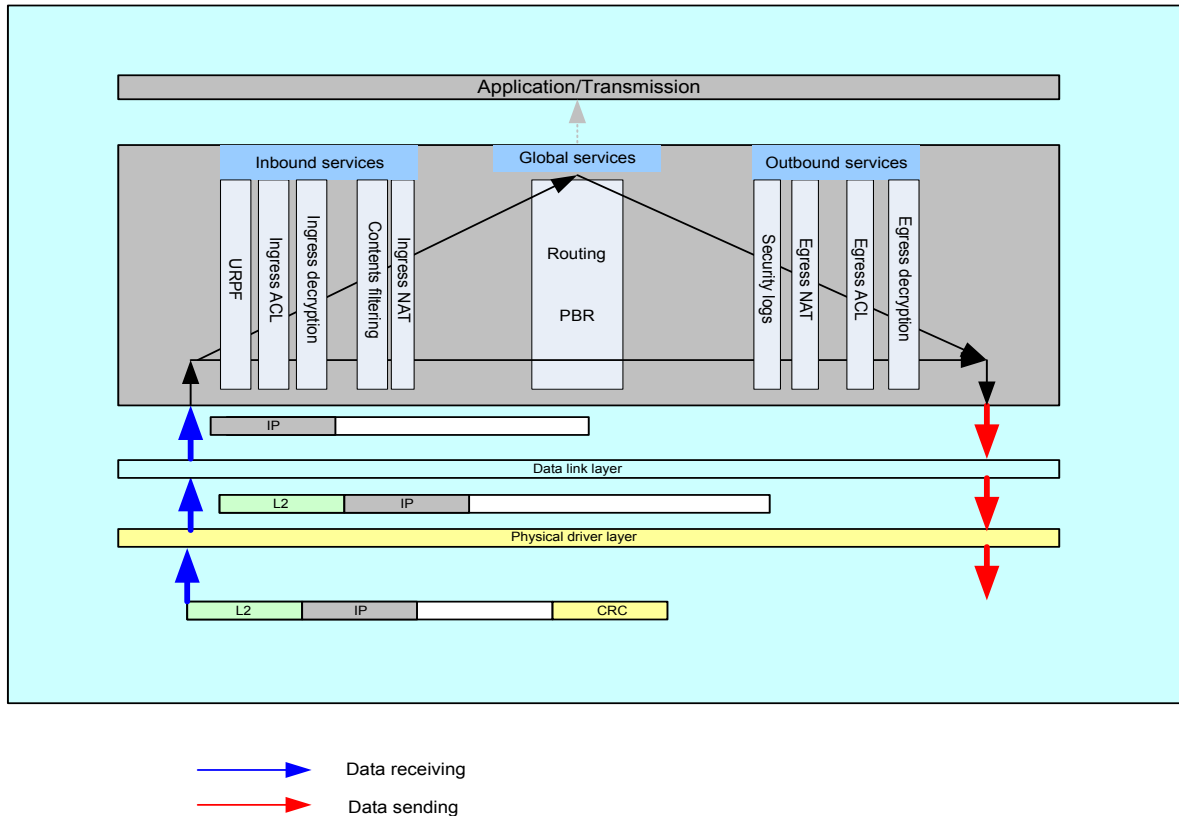 Application/Transmission
Inbound services
Global services
Outbound services
URPF
Ingress ACL
Ingress decryption
Contents filtering
Ingress NAT
Routing
PBR
Security logs
Egress NAT
Egress ACL
Egress decryption
IP
Data link layer
L2 IP
Physical driver layer
L2 IP CRC
Data receiving
Data sending